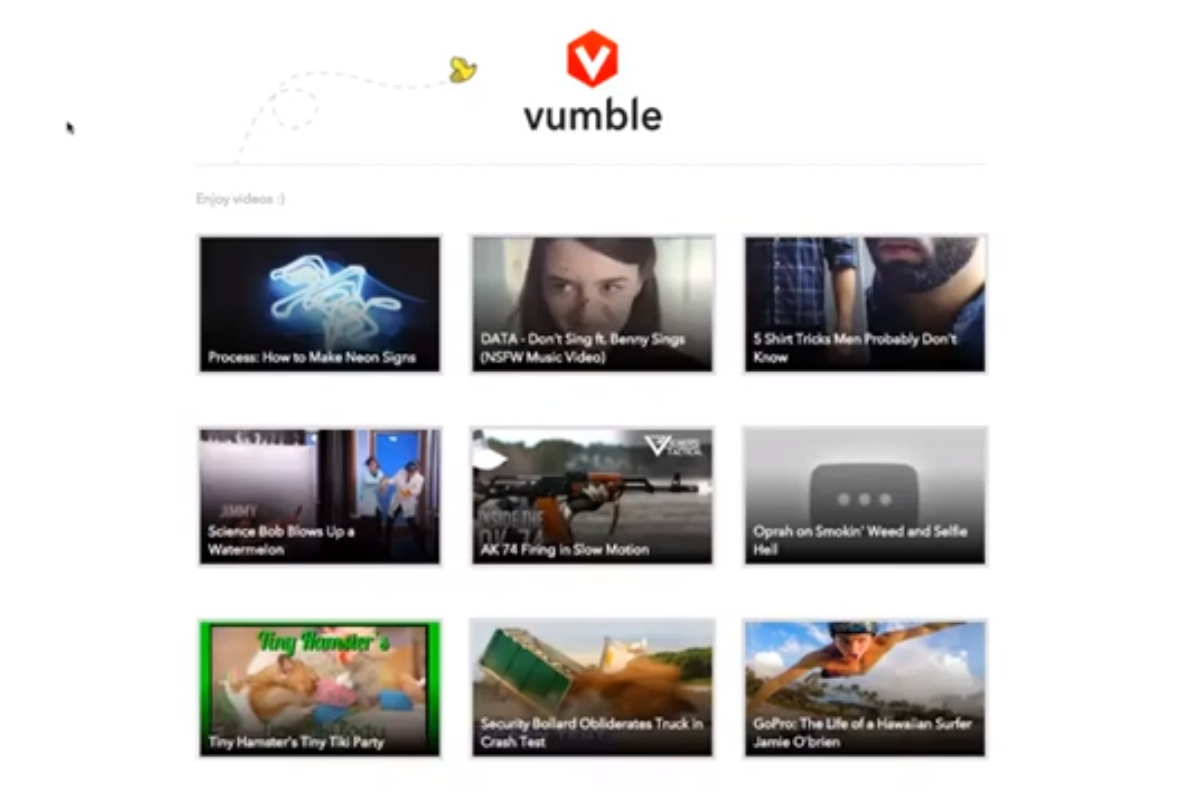 vumble
Enjoy videos :)
Process: How to Make Neon Signs
DATA - Don't Sing ft. Benny Sings
(NSFW Music Video)
5 Shirt Tricks Men Probably Don't
Know
JIMMY
Science Bob Blows Up a
Watermelon
TACTICAL
INSIDE THE
AK 74
AK 74 Firing in Slow Motion
Oprah on Smokin' Weed and Selfie
Hell
Tiny Hamster's
Tiny Hamster's Tiny Tiki Party
Security Bollard Obliderates Truck in
Crash Test
GoPro: The Life of a Hawaiian Surfer
Jamie O'brien